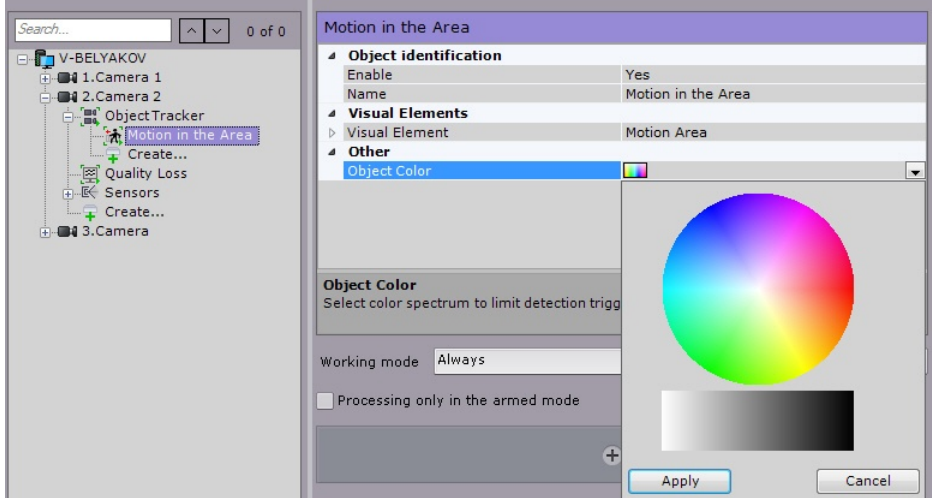 Search...
0 of 0
V-BELYAKOV
1.Camera 1
2.Camera 2
ObjectTracker
Motion in the Area
Create...
Quality Loss
Sensors
Create...
3.Camera
Motion in the Area
Object identification
Enable Yes
Name Motion in the Area
Visual Elements
Visual Element Motion Area
Other
Object Color
Object Color
Select color spectrum to limit detection trigg
Working mode Always
Processing only in the armed mode
Apply Cancel